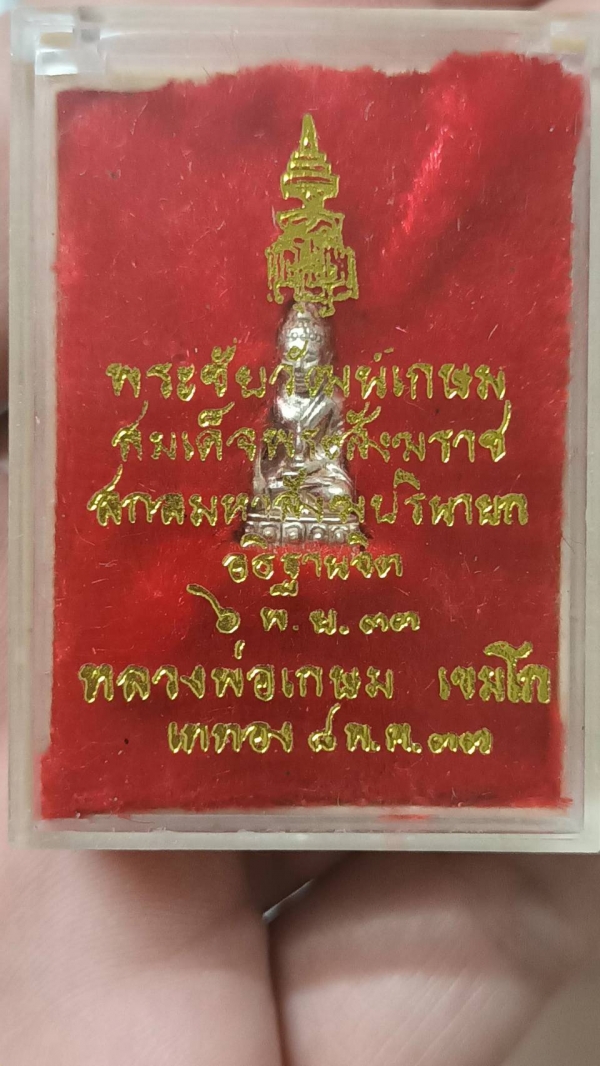 พระชัยวัฒน์เกษม
สมเด็จพระสังฆราช
สกลมหาสังฆปริณายก
อธิฐานจิต
๖ พ.ย. ๓๓
หลวงพ่อเกษม เขมโก
เททอง ๘ พ.ค. ๓๗